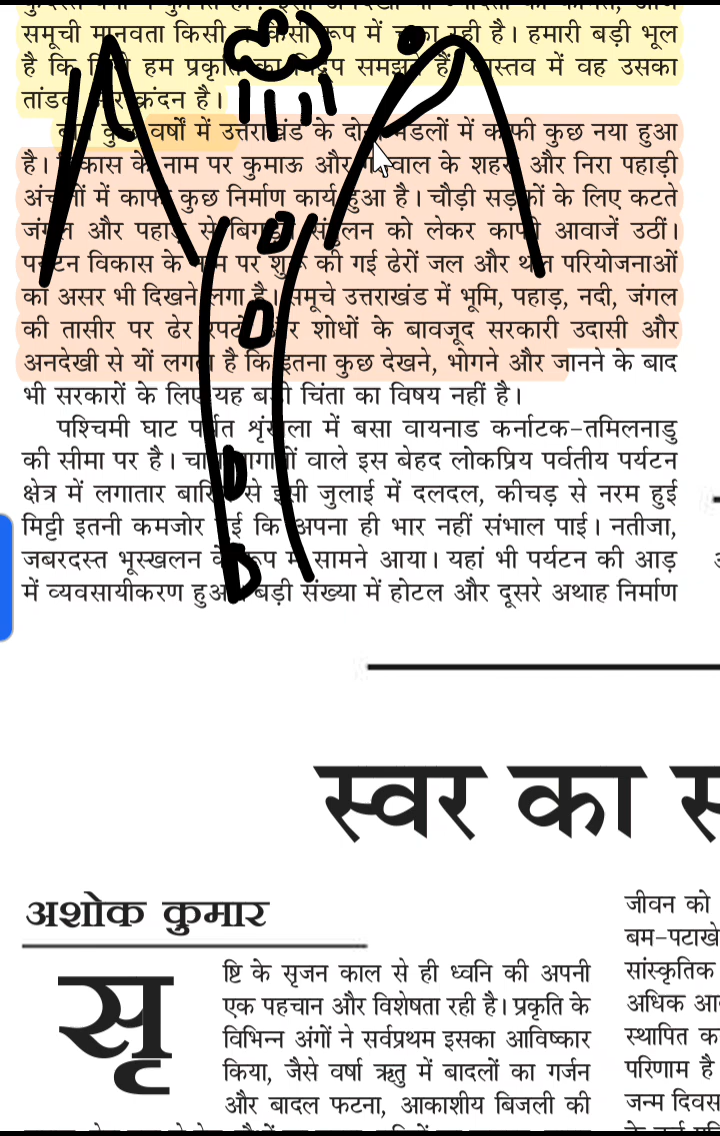 समूची मानवता किसी न किसी रूप में चुका रही है। हमारी बड़ी भूल
है कि जिसे हम प्रकृति का विद्रूप समझते हैं, वास्तव में वह उसका
तांडव और क्रंदन है।
बीते कुछ वर्षों में उत्तराखंड के दोनों मंडलों में काफी कुछ नया हुआ
है। विकास के नाम पर कुमाऊ और गढ़वाल के शहरों और निरा पहाड़ी
अंचलों में काफी कुछ निर्माण कार्य हुआ है। चौड़ी सड़कों के लिए कटते
जंगल और पहाड़ से बिगड़ते संतुलन को लेकर काफी आवाजें उठीं।
पर्यटन विकास के नाम पर शुरू की गई ढेरों जल और थल परियोजनाओं
का असर भी दिखने लगा है। समूचे उत्तराखंड में भूमि, पहाड़, नदी, जंगल
की तासीर पर ढेर रपटों और शोधों के बावजूद सरकारी उदासी और
अनदेखी से यों लगता है कि इतना कुछ देखने, भोगने और जानने के बाद
भी सरकारों के लिए यह बड़ी चिंता का विषय नहीं है।
पश्चिमी घाट पर्वत शृंखला में बसा वायनाड कर्नाटक-तमिलनाडु
की सीमा पर है। चाय बागानों वाले इस बेहद लोकप्रिय पर्वतीय पर्यटन
क्षेत्र में लगातार बारिश से इसी जुलाई में दलदल, कीचड़ से नरम हुई
मिट्टी इतनी कमजोर हुई कि अपना ही भार नहीं संभाल पाई। नतीजा,
जबरदस्त भूस्खलन के रूप में सामने आया। यहां भी पर्यटन की आड़
में व्यवसायीकरण हुआ। बड़ी संख्या में होटल और दूसरे अथाह निर्माण
स्वर का
अशोक कुमार
सृ
ष्टि के सृजन काल से ही ध्वनि की अपनी
एक पहचान और विशेषता रही है। प्रकृति के
विभिन्न अंगों ने सर्वप्रथम इसका आविष्कार
किया, जैसे वर्षा ऋतु में बादलों का गर्जन
और बादल फटना, आकाशीय बिजली की
जीवन को
बम-पटाखे
सांस्कृतिक
अधिक
स्थापित
परिणाम है
जन्म दिवस